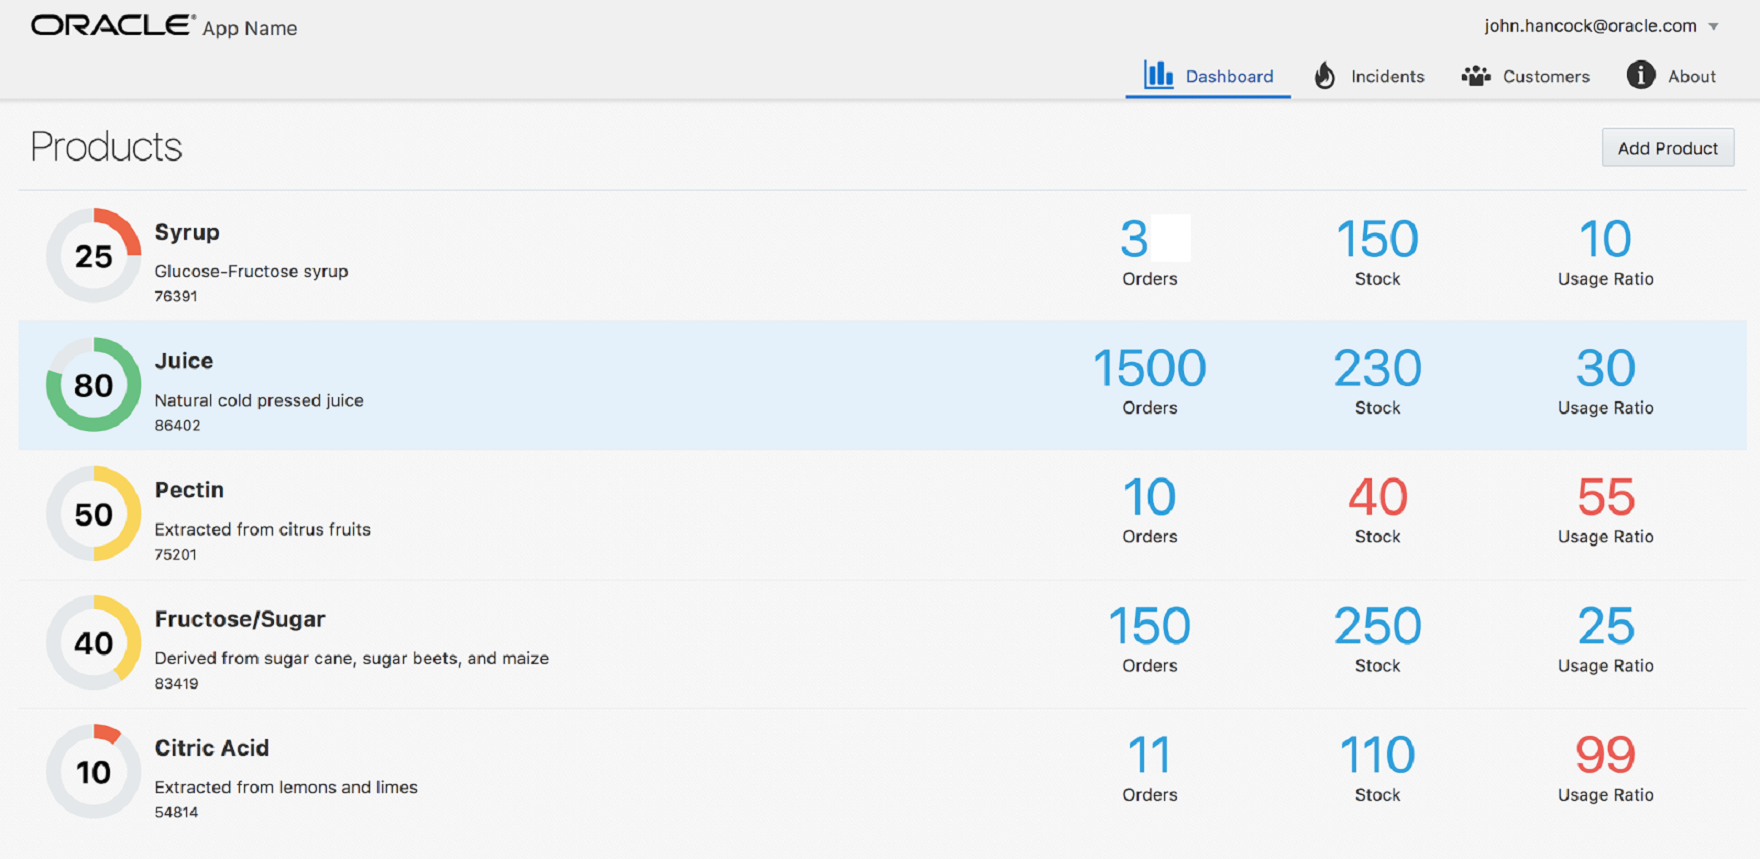 ORACLE® App Name
john.hancock@oracle.com
Dashboard Incidents Customers About
Products
Add Product
25
Syrup
Glucose-Fructose syrup
76391
3
Orders
150
Stock
10
Usage Ratio
80
Juice
Natural cold pressed juice
86402
1500
Orders
230
Stock
30
Usage Ratio
50
Pectin
Extracted from citrus fruits
75201
10
Orders
40
Stock
55
Usage Ratio
40
Fructose/Sugar
Derived from sugar cane, sugar beets, and maize
83419
150
Orders
250
Stock
25
Usage Ratio
10
Citric Acid
Extracted from lemons and limes
54814
11
Orders
110
Stock
99
Usage Ratio